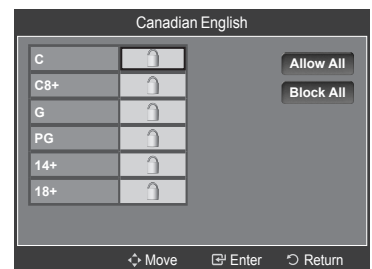 Canadian English
C
Allow All
C8+
Block All
G
PG
14+
18+
Move Enter Return